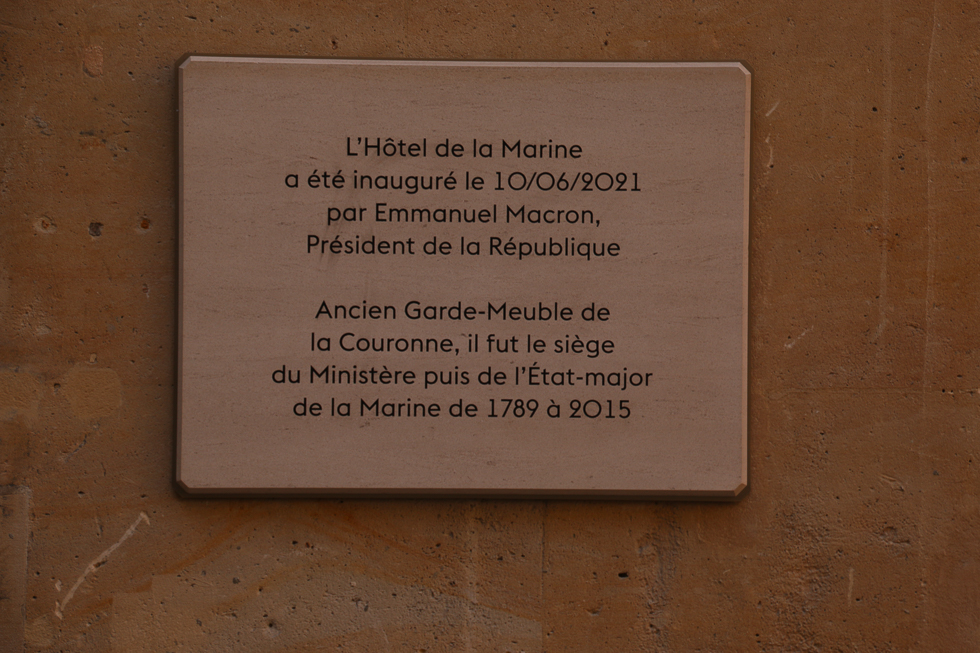 L’Hôtel de la Marine
a été inauguré le 10/06/2021
par Emmanuel Macron,
Président de la République
Ancien Garde-Meuble de
la Couronne, il fut le siège
du Ministère puis de l’État-major
de la Marine de 1789 à 2015